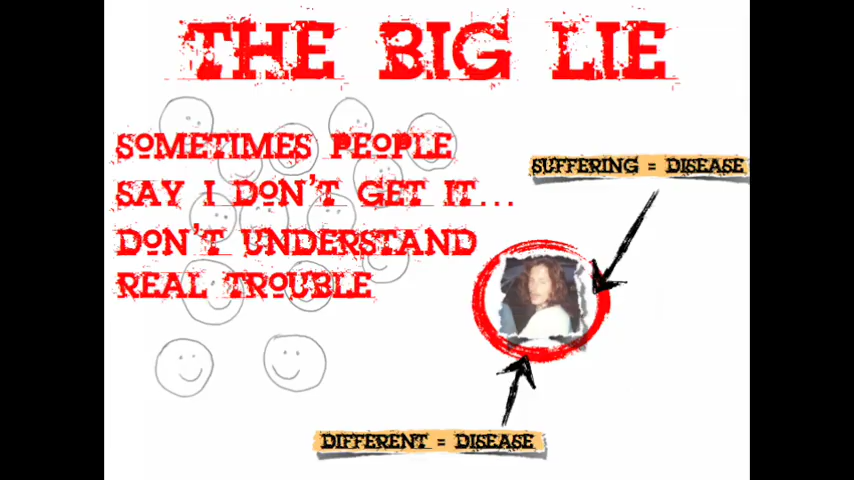 THE BIG LIE
SOMETIMES PEOPLE
SAY I DON'T GET IT...
DON'T UNDERSTAND
REAL TROUBLE
SUFFERING = DISEASE
DIFFERENT = DISEASE